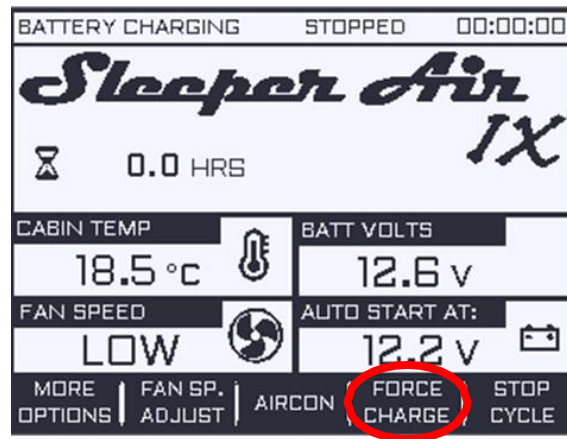 BATTERY CHARGING STOPPED 00:00:00
Sleeper Air
IX
0.0 HRS
CABIN TEMP
18.5 °C
BATT VOLTS
12.6 V
FAN SPEED
LOW
AUTO START AT:
12.2 V
MORE OPTIONS
FAN SP. ADJUST
AIRCON
FORCE CHARGE
STOP CYCLE